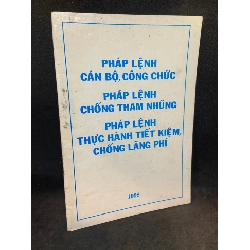 PHÁP LỆNH
CÁN BỘ, CÔNG CHỨC
PHÁP LỆNH
CHỐNG THAM NHŨNG
PHÁP LỆNH
THỰC HÀNH TIẾT KIỆM,
CHỐNG LÃNG PHÍ
1998